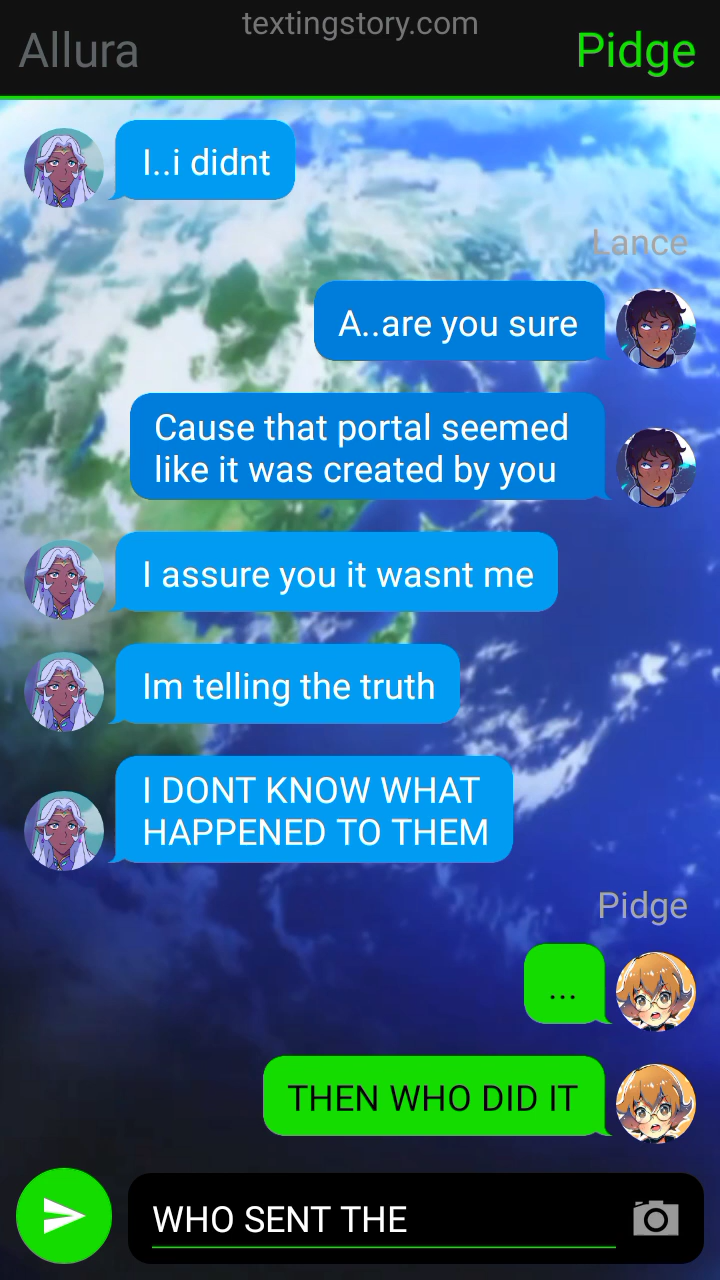 textingstory.com
Allura
Pidge
I..i didnt
Lance
A..are you sure
Cause that portal seemed
like it was created by you
I assure you it wasnt me
Im telling the truth
I DONT KNOW WHAT
HAPPENED TO THEM
Pidge
...
THEN WHO DID IT
WHO SENT THE